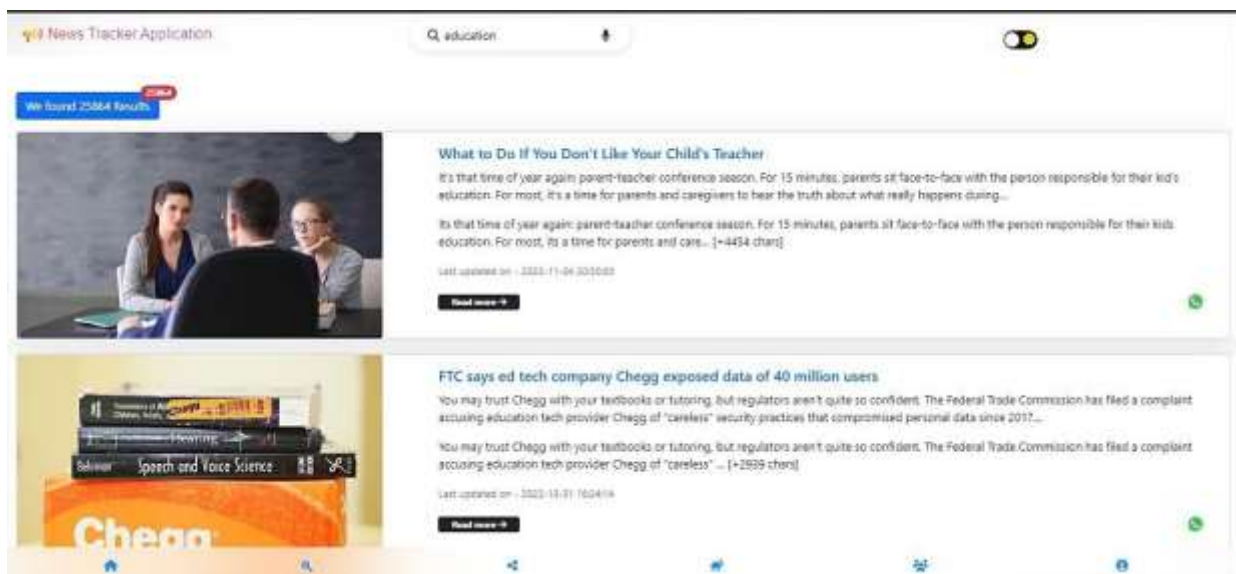 News Tracker Application
education
We found 25864 Results
25864
What to Do If You Don't Like Your Child's Teacher
It's that time of year again: parent-teacher conference season. For 15 minutes, parents sit face-to-face with the person responsible for their kid's
education. For most, it's a time for parents and caregivers to hear the truth about what really happens during...
Its that time of year again: parent-teacher conference season. For 15 minutes, parents sit face-to-face with the person responsible for their kids
education. For most, its a time for parents and care... [+4454 chars]
Last updated on -
Read more →
FTC says ed tech company Chegg exposed data of 40 million users
You may trust Chegg with your textbooks or tutoring, but regulators aren't quite so confident. The Federal Trade Commission has filed a complaint
accusing education tech provider Chegg of "careless" security practices that compromised personal data since 2017...
You may trust Chegg with your textbooks or tutoring, but regulators aren't quite so confident. The Federal Trade Commission has filed a complaint
accusing education tech provider Chegg of "careless" ... [+2939 chars]
Last updated on -
Read more →
Chegg
Hearing
Speech and Voice Science
Chegg